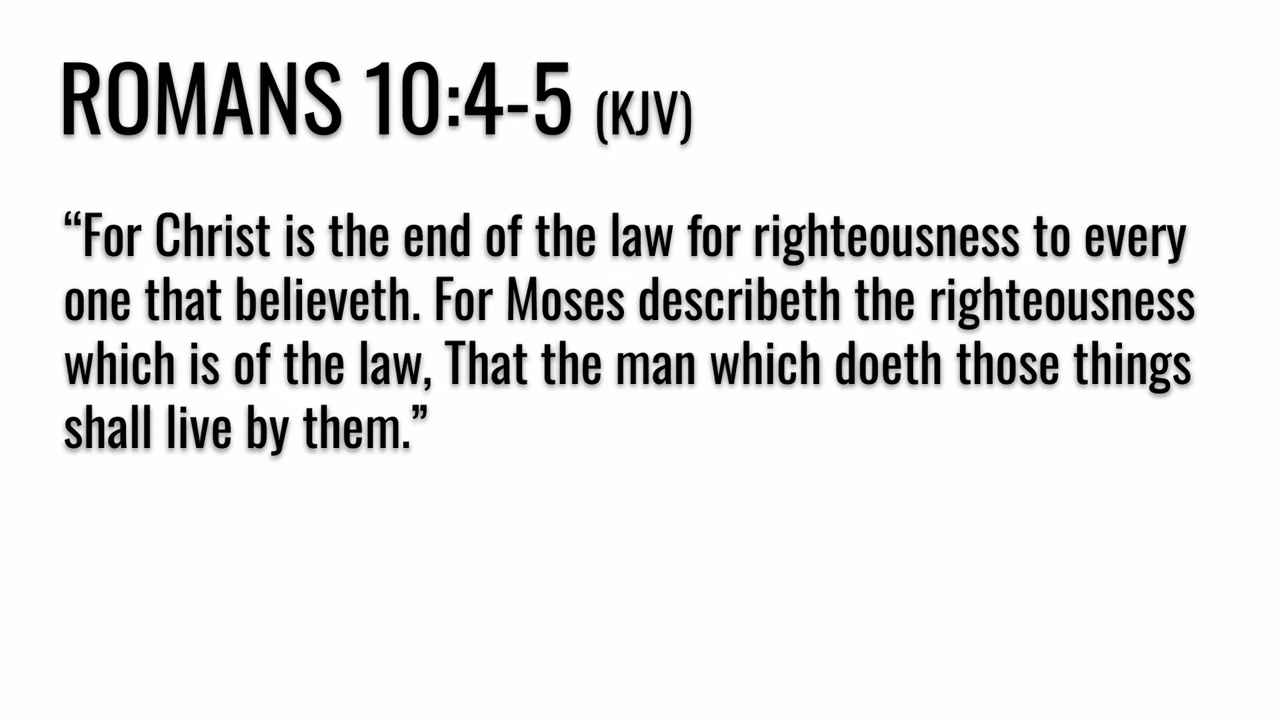 ROMANS 10:4-5 (KJV)
“For Christ is the end of the law for righteousness to every
one that believeth. For Moses describeth the righteousness
which is of the law, That the man which doeth those things
shall live by them.”